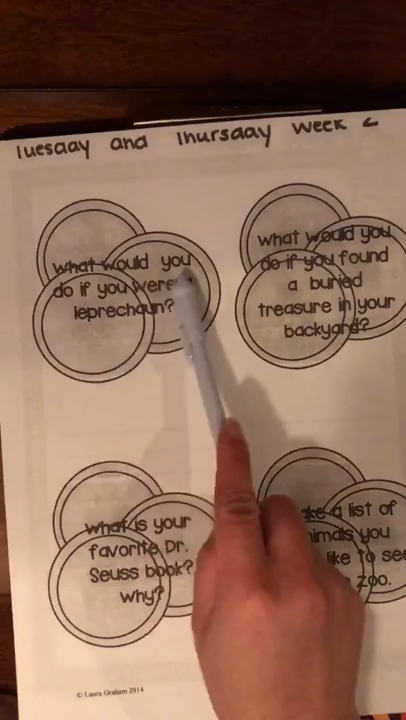 Tuesday and Thursday Week 2
What would you
do if you were
leprechaun?
What would you
do if you found
a buried
treasure in your
backyard?
What is your
favorite Dr.
Seuss book?
Why?
list of
you
like to see
zoo.
© Laura Graham 2014